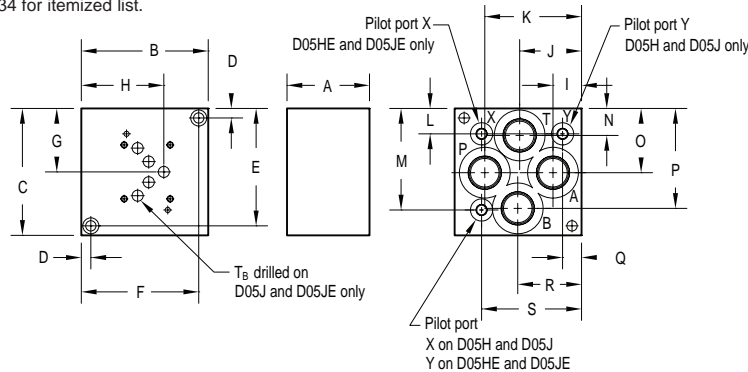 34 for itemized list.
Pilot port X
D05HE and D05JE only
Pilot port Y
D05H and D05J only
B
D
K
J
I
H
A
L
X
T
Y
N
G
C
E
M
P
O
P
A
B
D
F
T_B drilled on
D05J and D05JE only
Q
R
S
Pilot port
X on D05H and D05J
Y on D05HE and D05JE